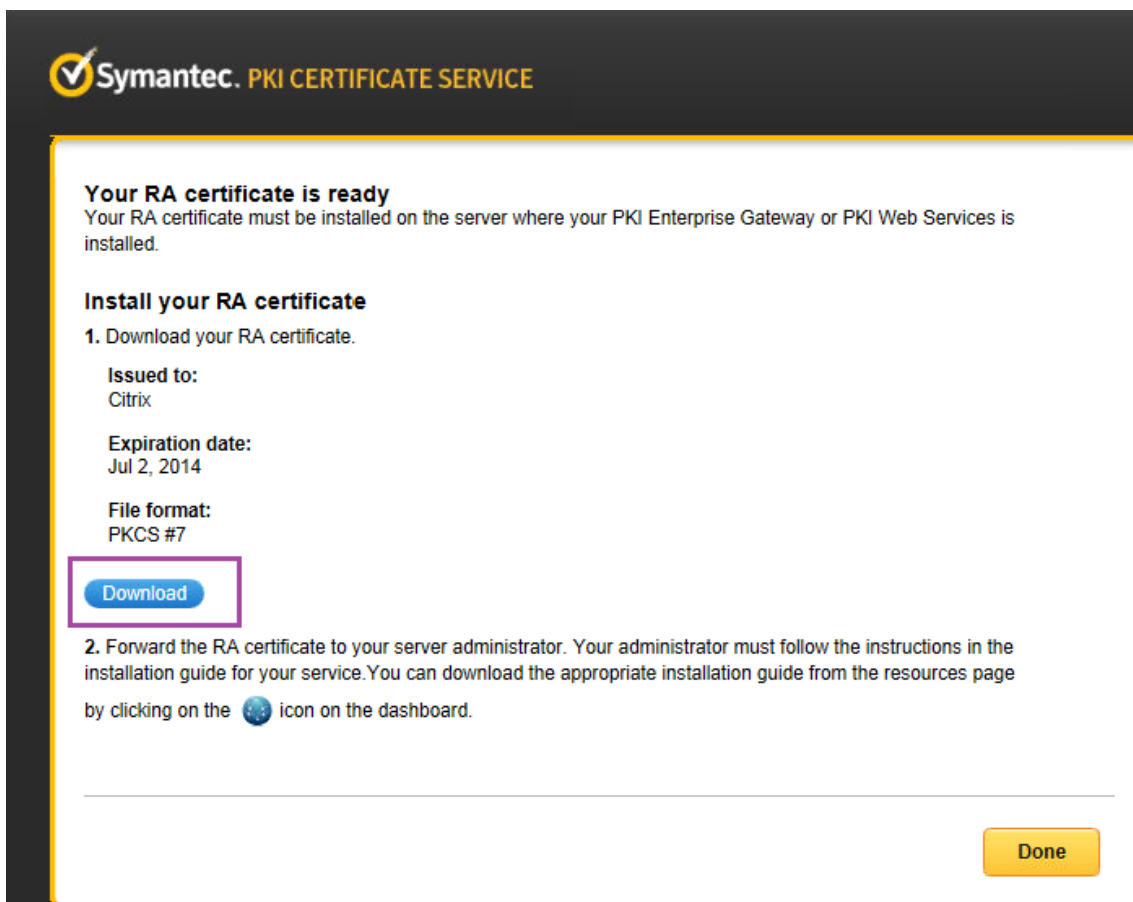 Symantec. PKI CERTIFICATE SERVICE
Your RA certificate is ready
Your RA certificate must be installed on the server where your PKI Enterprise Gateway or PKI Web Services is
installed.
Install your RA certificate
1. Download your RA certificate.
Issued to:
Citrix
Expiration date:
Jul 2, 2014
File format:
PKCS #7
Download
2. Forward the RA certificate to your server administrator. Your administrator must follow the instructions in the
installation guide for your service.You can download the appropriate installation guide from the resources page
by clicking on the icon on the dashboard.
Done